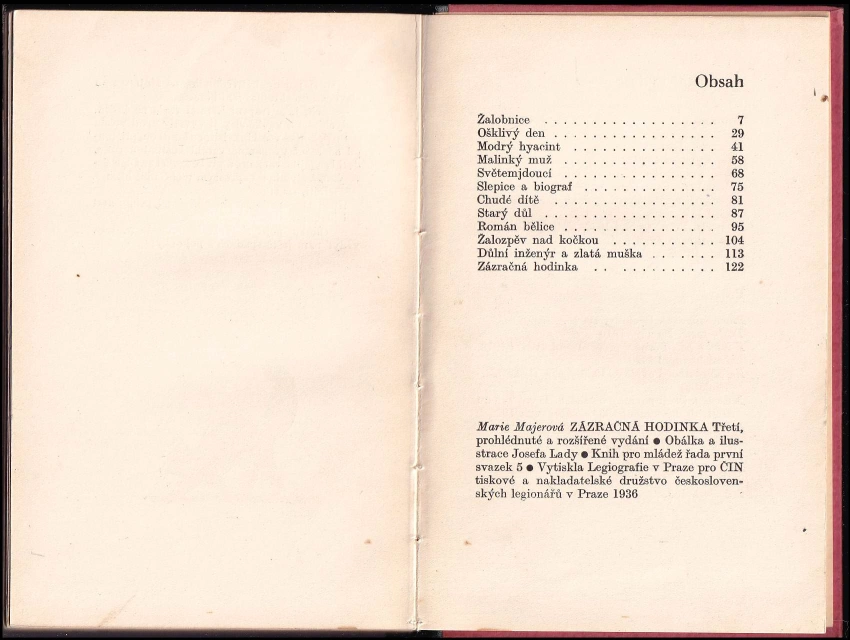 Obsah
Žalobnice . . . . . . . . . . . . . . . . . . 7
Ošklivý den . . . . . . . . . . . . . . . . . 29
Modrý hyacint . . . . . . . . . . . . . . . 41
Malinký muž . . . . . . . . . . . . . . . . 58
Světemjdoucí . . . . . . . . . . . . . . . . 68
Slepice a biograf . . . . . . . . . . . . . . 75
Chudé dítě . . . . . . . . . . . . . . . . . 81
Starý důl . . . . . . . . . . . . . . . . . . 87
Román bělice . . . . . . . . . . . . . . . . 95
Žalozpěv nad kočkou . . . . . . . . . . . 104
Důlní inženýr a zlatá muška . . . . . . . 113
Zázračná hodinka . . . . . . . . . . . . 122
Marie Majerová ZÁZRAČNÁ HODINKA Třetí,
prohlédnuté a rozšířené vydání ● Obálka a ilus-
strace Josefa Lady ● Knih pro mládež řada první
svazek 5 ● Vytiskla Legiografie v Praze pro ČIN
tiskové a nakladatelské družstvo českosloven-
ských legionářů v Praze 1936